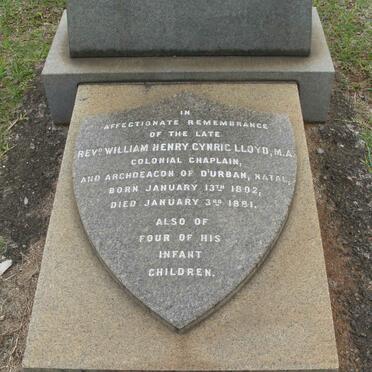 IN
AFFECTIONATE REMEMBRANCE
OF THE LATE
REVD WILLIAM HENRY CYNRIC LLOYD, M.A.
COLONIAL CHAPLAIN,
AND ARCHDEACON OF D'URBAN, NATAL,
BORN JANUARY 13TH 1802,
DIED JANUARY 3RD 1881.
ALSO OF
FOUR OF HIS
INFANT
CHILDREN.